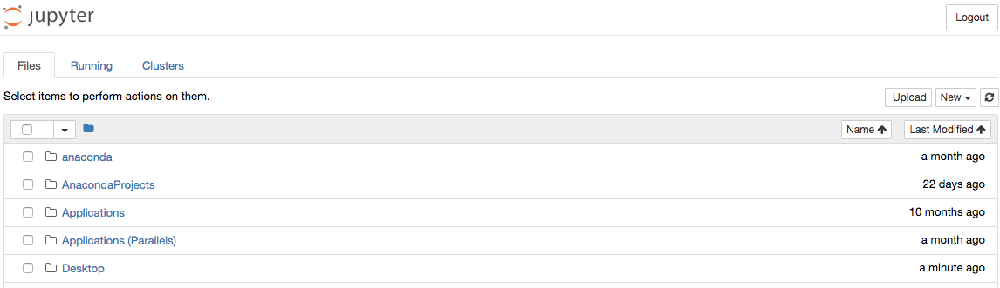 jupyter
Logout
Files Running Clusters
Select items to perform actions on them.
Upload New
Name Last Modified
anaconda a month ago
AnacondaProjects 22 days ago
Applications 10 months ago
Applications (Parallels) a month ago
Desktop a minute ago